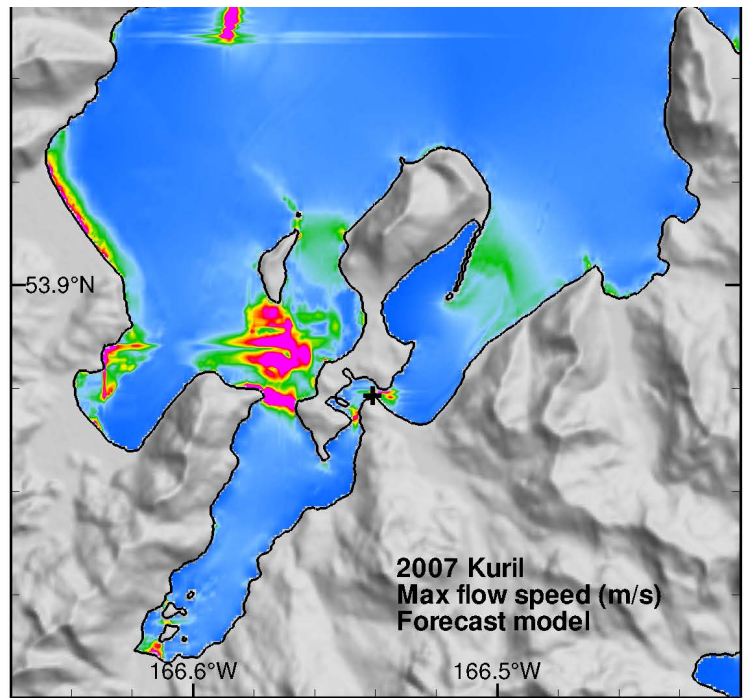 53.9°N
2007 Kuril
Max flow speed (m/s)
Forecast model
166.6°W
166.5°W